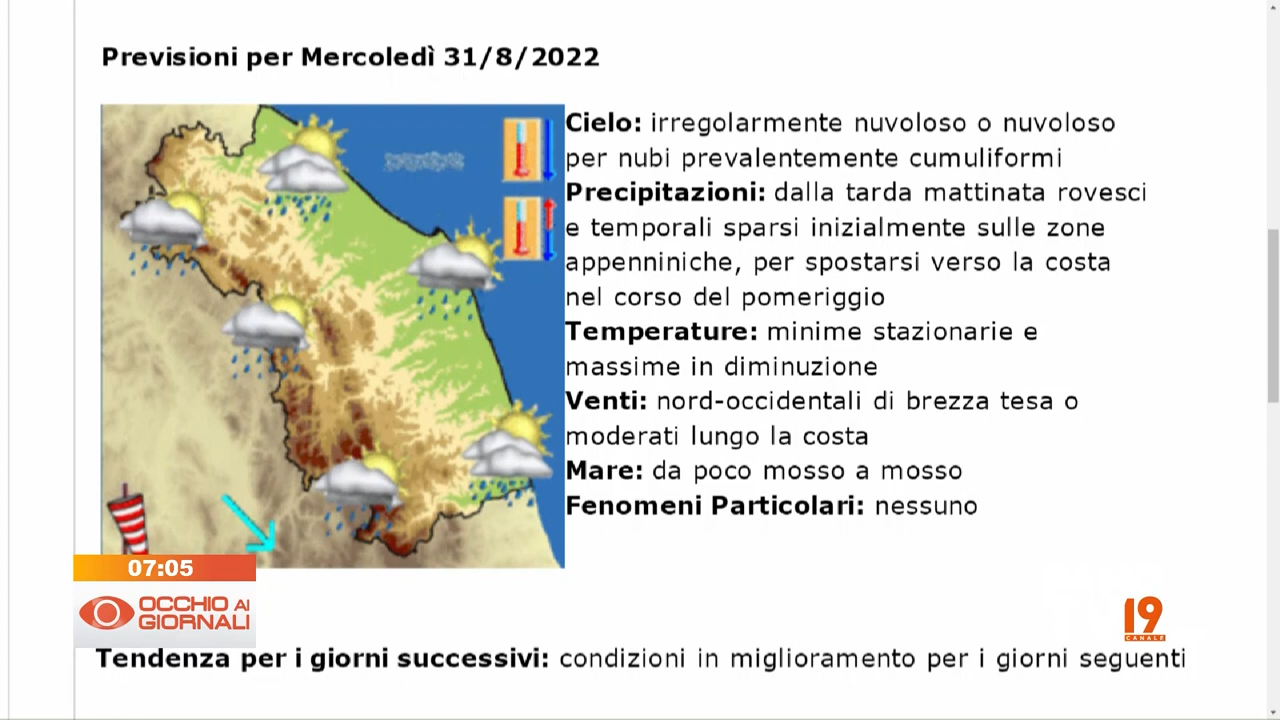 Previsioni per Mercoledì 31/8/2022
Cielo: irregolarmente nuvoloso o nuvoloso
per nubi prevalentemente cumuliformi
Precipitazioni: dalla tarda mattinata rovesci
e temporali sparsi inizialmente sulle zone
appenniniche, per spostarsi verso la costa
nel corso del pomeriggio
Temperature: minime stazionarie e
massime in diminuzione
Venti: nord-occidentali di brezza tesa o
moderati lungo la costa
Mare: da poco mosso a mosso
Fenomeni Particolari: nessuno
07:05
OCCHIO AI
GIORNALI
19
CANALE
Tendenza per i giorni successivi: condizioni in miglioramento per i giorni seguenti